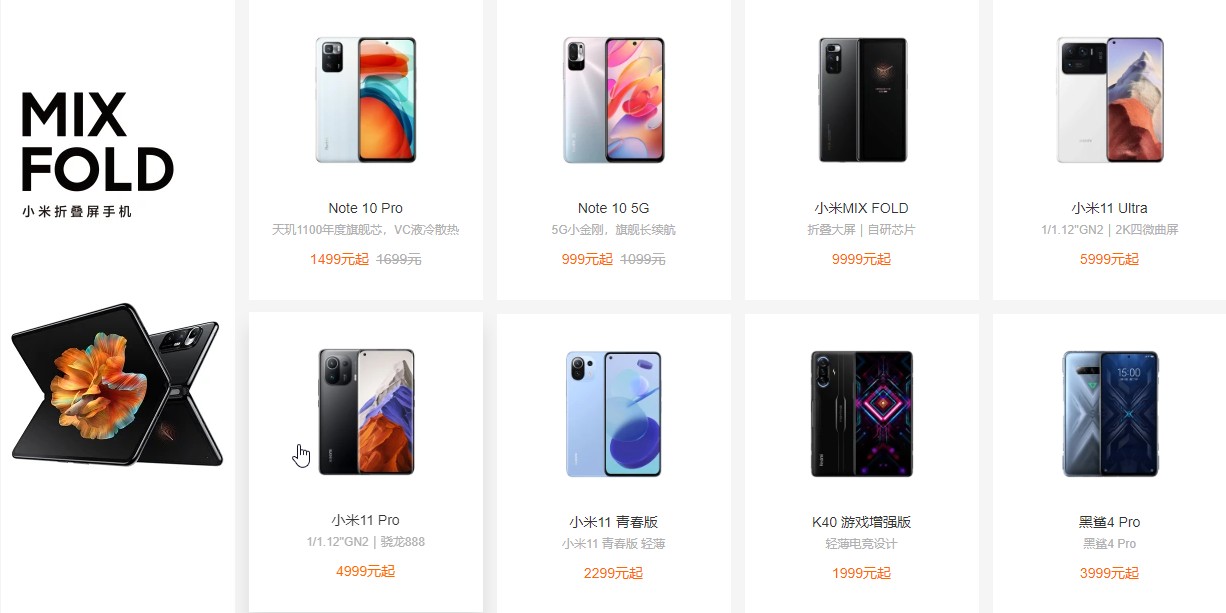 MIX
FOLD
小米折叠屏手机
Note 10 Pro
天玑1100年度旗舰芯，VC液冷散热
1499元起 1699元
Note 10 5G
5G小金刚，旗舰长续航
999元起 1099元
小米MIX FOLD
折叠大屏｜自研芯片
9999元起
小米11 Ultra
1/1.12"GN2｜2K四微曲屏
5999元起
小米11 Pro
1/1.12"GN2｜骁龙888
4999元起
小米11 青春版
小米11 青春版 轻薄
2299元起
K40 游戏增强版
轻薄电竞设计
1999元起
15:00
黑鲨4 Pro
黑鲨4 Pro
3999元起